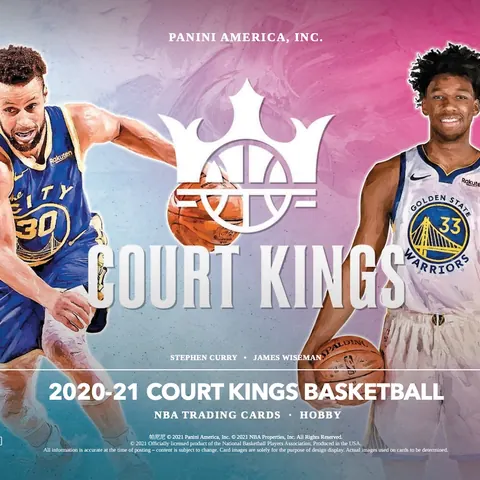 PANINI AMERICA, INC.
Rakuten
Rakuten
CITY
30
GOLDEN STATE
33
WARRIORS
COURT KINGS
SPALDING
STEPHEN CURRY • JAMES WISEMAN
2020-21 COURT KINGS BASKETBALL
NBA TRADING CARDS • HOBBY
© 2021 Panini America, Inc. © 2021 NBA Properties, Inc. All Rights Reserved.
© 2021 Officially licensed product of the National Basketball Players Association. Produced in the USA.
All information is accurate at the time of posting – content is subject to change. Card images are solely for the purpose of design display. Actual images used on cards to be determined.